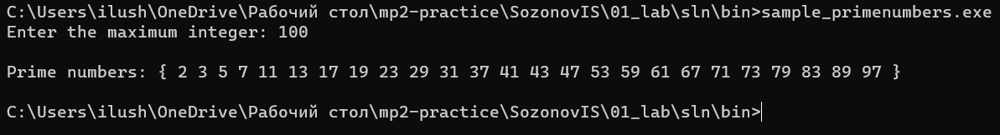 C:\Users\ilush\OneDrive\Рабочий стол\mp2-practice\SozonovIS\01_lab\sln\bin>sample_primenumbers.exe
Enter the maximum integer: 100
Prime numbers: { 2 3 5 7 11 13 17 19 23 29 31 37 41 43 47 53 59 61 67 71 73 79 83 89 97 }
C:\Users\ilush\OneDrive\Рабочий стол\mp2-practice\SozonovIS\01_lab\sln\bin>